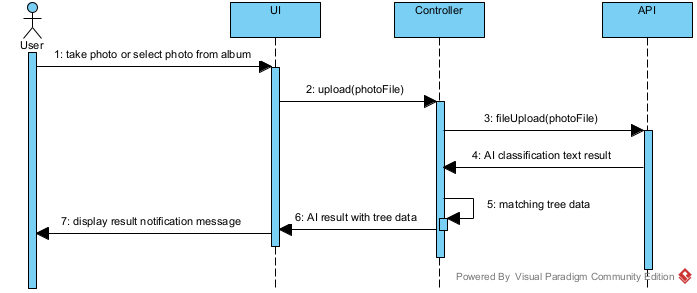 UI
Controller
API
User
1: take photo or select photo from album
2: upload(photoFile)
3: fileUpload(photoFile)
4: AI classification text result
5: matching tree data
6: AI result with tree data
7: display result notification message
Powered By Visual Paradigm Community Edition